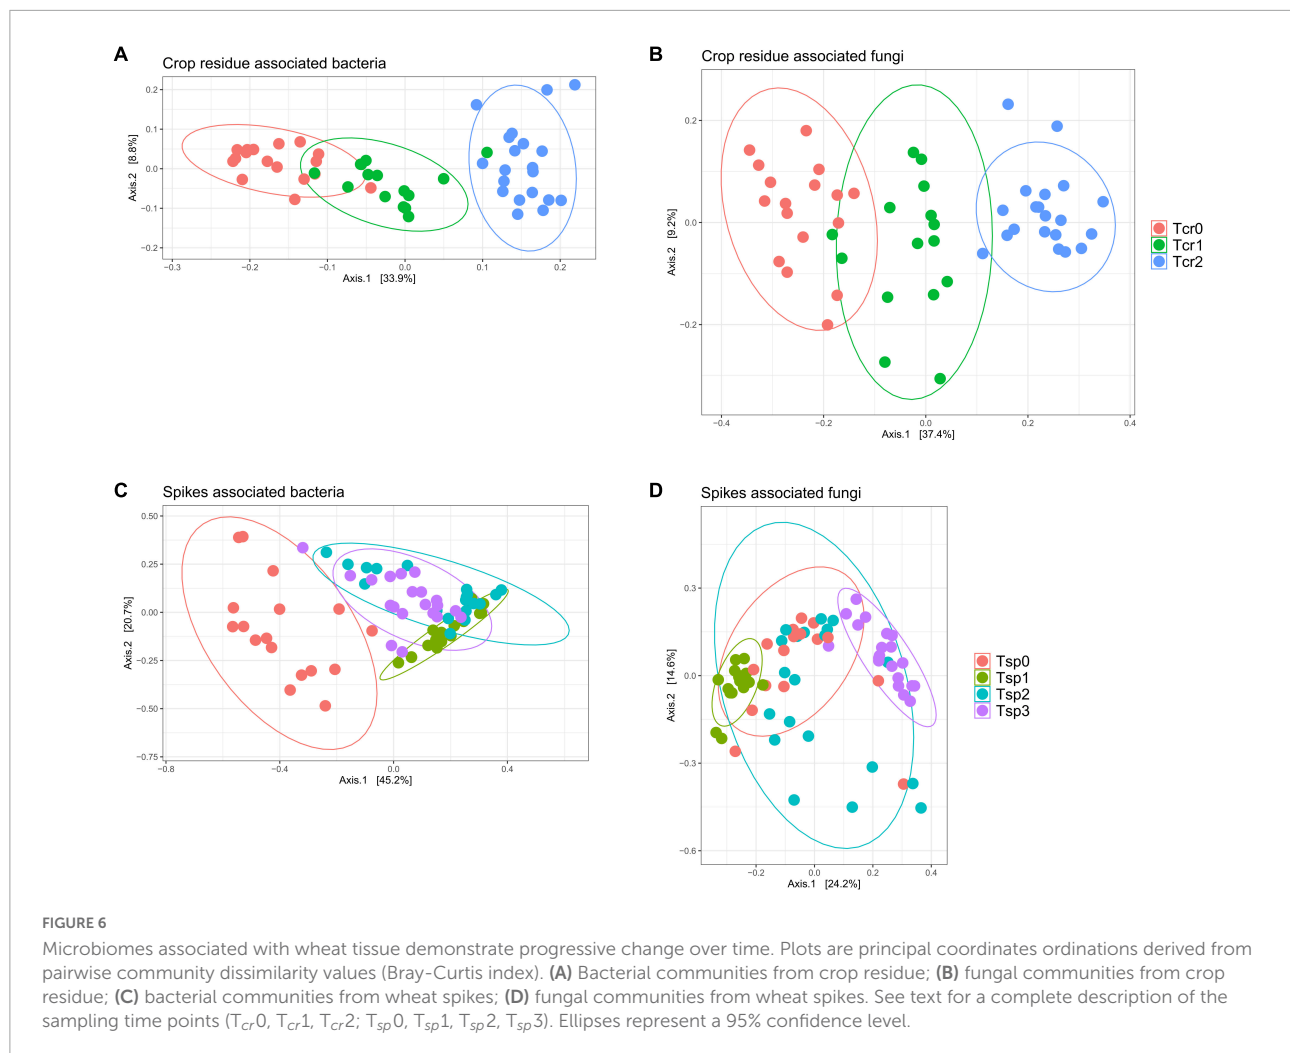 A
Crop residue associated bacteria
0.2
0.1
0.0
−0.1
−0.2
Axis.2 [8.8%]
−0.3
−0.2
−0.1
0.0
0.1
0.2
Axis.1 [33.9%]
B
Crop residue associated fungi
0.2
0.0
−0.2
Axis.2 [9.2%]
−0.4
−0.2
0.0
0.2
0.4
Axis.1 [37.4%]
Tcr0
Tcr1
Tcr2
C
Spikes associated bacteria
0.50
0.25
0.00
−0.25
−0.50
−0.75
Axis.2 [20.7%]
−0.8
−0.4
0.0
0.4
Axis.1 [45.2%]
D
Spikes associated fungi
0.3
0.0
−0.3
−0.6
Axis.2 [14.6%]
−0.2
0.0
0.2
0.4
Axis.1 [24.2%]
Tsp0
Tsp1
Tsp2
Tsp3
FIGURE 6
Microbiomes associated with wheat tissue demonstrate progressive change over time. Plots are principal coordinates ordinations derived from
pairwise community dissimilarity values (Bray-Curtis index). (A) Bacterial communities from crop residue; (B) fungal communities from crop
residue; (C) bacterial communities from wheat spikes; (D) fungal communities from wheat spikes. See text for a complete description of the
sampling time points (Tcr0, Tcr1, Tcr2; Tsp0, Tsp1, Tsp2, Tsp3). Ellipses represent a 95% confidence level.